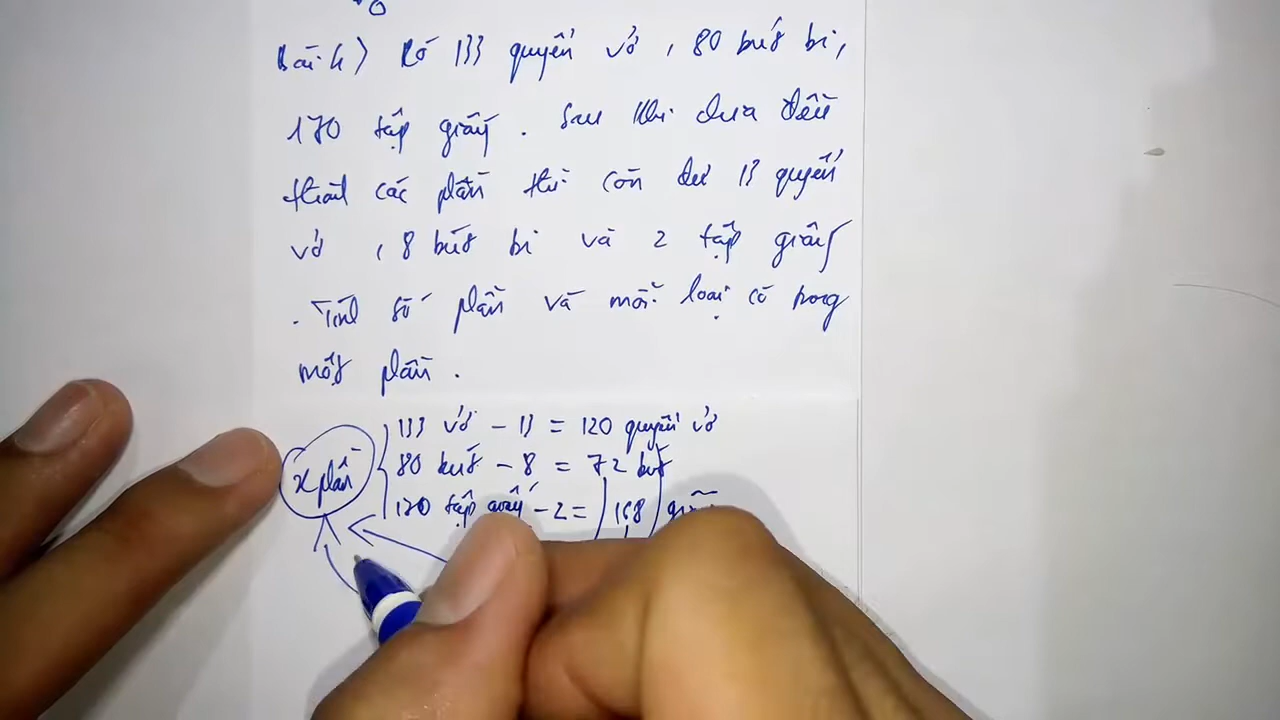 Bài 4) Có 133 quyển vở, 80 bút bi,
170 tập giấy. Sau khi chia đều
thành các phần thì còn dư 13 quyển
vở, 8 bút bi và 2 tập giấy
. Tính số phần và mỗi loại có trong
một phần.
133 vở - 13 = 120 quyển vở
x phần
80 bút - 8 = 72 bút
170 tập giấy - 2 = 168